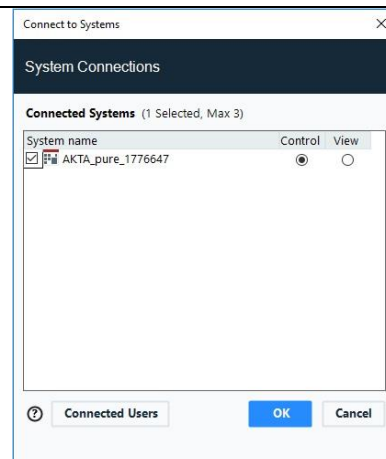 Connect to Systems
System Connections
Connected Systems (1 Selected, Max 3)
System name Control View
AKTA_pure_1776647
Connected Users OK Cancel